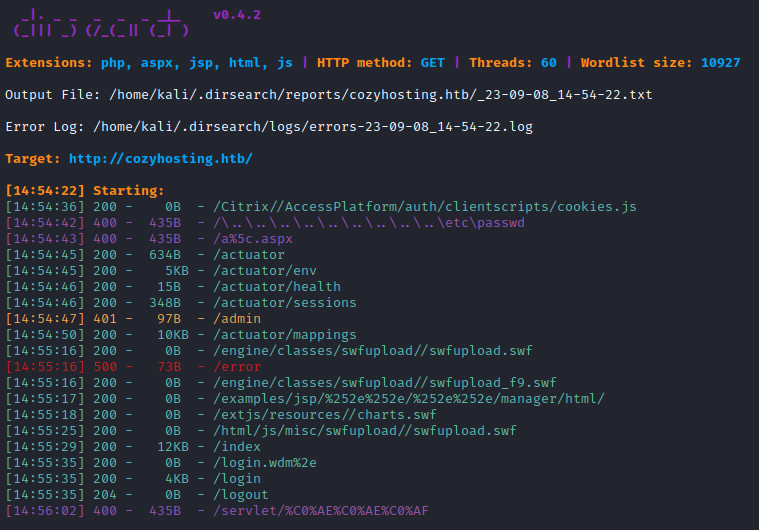 _|. _ _  _  _  _ _|_    v0.4.2
(_||| _) (/_(_|| (_| )
Extensions: php, aspx, jsp, html, js | HTTP method: GET | Threads: 60 | Wordlist size: 10927
Output File: /home/kali/.dirsearch/reports/cozyhosting.htb/_23-09-08_14-54-22.txt
Error Log: /home/kali/.dirsearch/logs/errors-23-09-08_14-54-22.log
Target: http://cozyhosting.htb/
[14:54:22] Starting:
[14:54:36] 200 -    0B  - /Citrix//AccessPlatform/auth/clientscripts/cookies.js
[14:54:42] 400 -  435B  - /\..\..\..\..\..\..\..\..\..\etc\passwd
[14:54:43] 400 -  435B  - /a%5c.aspx
[14:54:45] 200 -  634B  - /actuator
[14:54:45] 200 -    5KB - /actuator/env
[14:54:46] 200 -   15B  - /actuator/health
[14:54:46] 200 -  348B  - /actuator/sessions
[14:54:47] 401 -   97B  - /admin
[14:54:50] 200 -   10KB - /actuator/mappings
[14:55:16] 200 -    0B  - /engine/classes/swfupload//swfupload.swf
[14:55:16] 500 -   73B  - /error
[14:55:16] 200 -    0B  - /engine/classes/swfupload//swfupload_f9.swf
[14:55:17] 200 -    0B  - /examples/jsp/%252e%252e/%252e%252e/manager/html/
[14:55:18] 200 -    0B  - /extjs/resources//charts.swf
[14:55:25] 200 -    0B  - /html/js/misc/swfupload//swfupload.swf
[14:55:29] 200 -   12KB - /index
[14:55:35] 200 -    0B  - /login.wdm%2e
[14:55:35] 200 -    4KB - /login
[14:55:35] 204 -    0B  - /logout
[14:56:02] 400 -  435B  - /servlet/%C0%AE%C0%AE%C0%AF